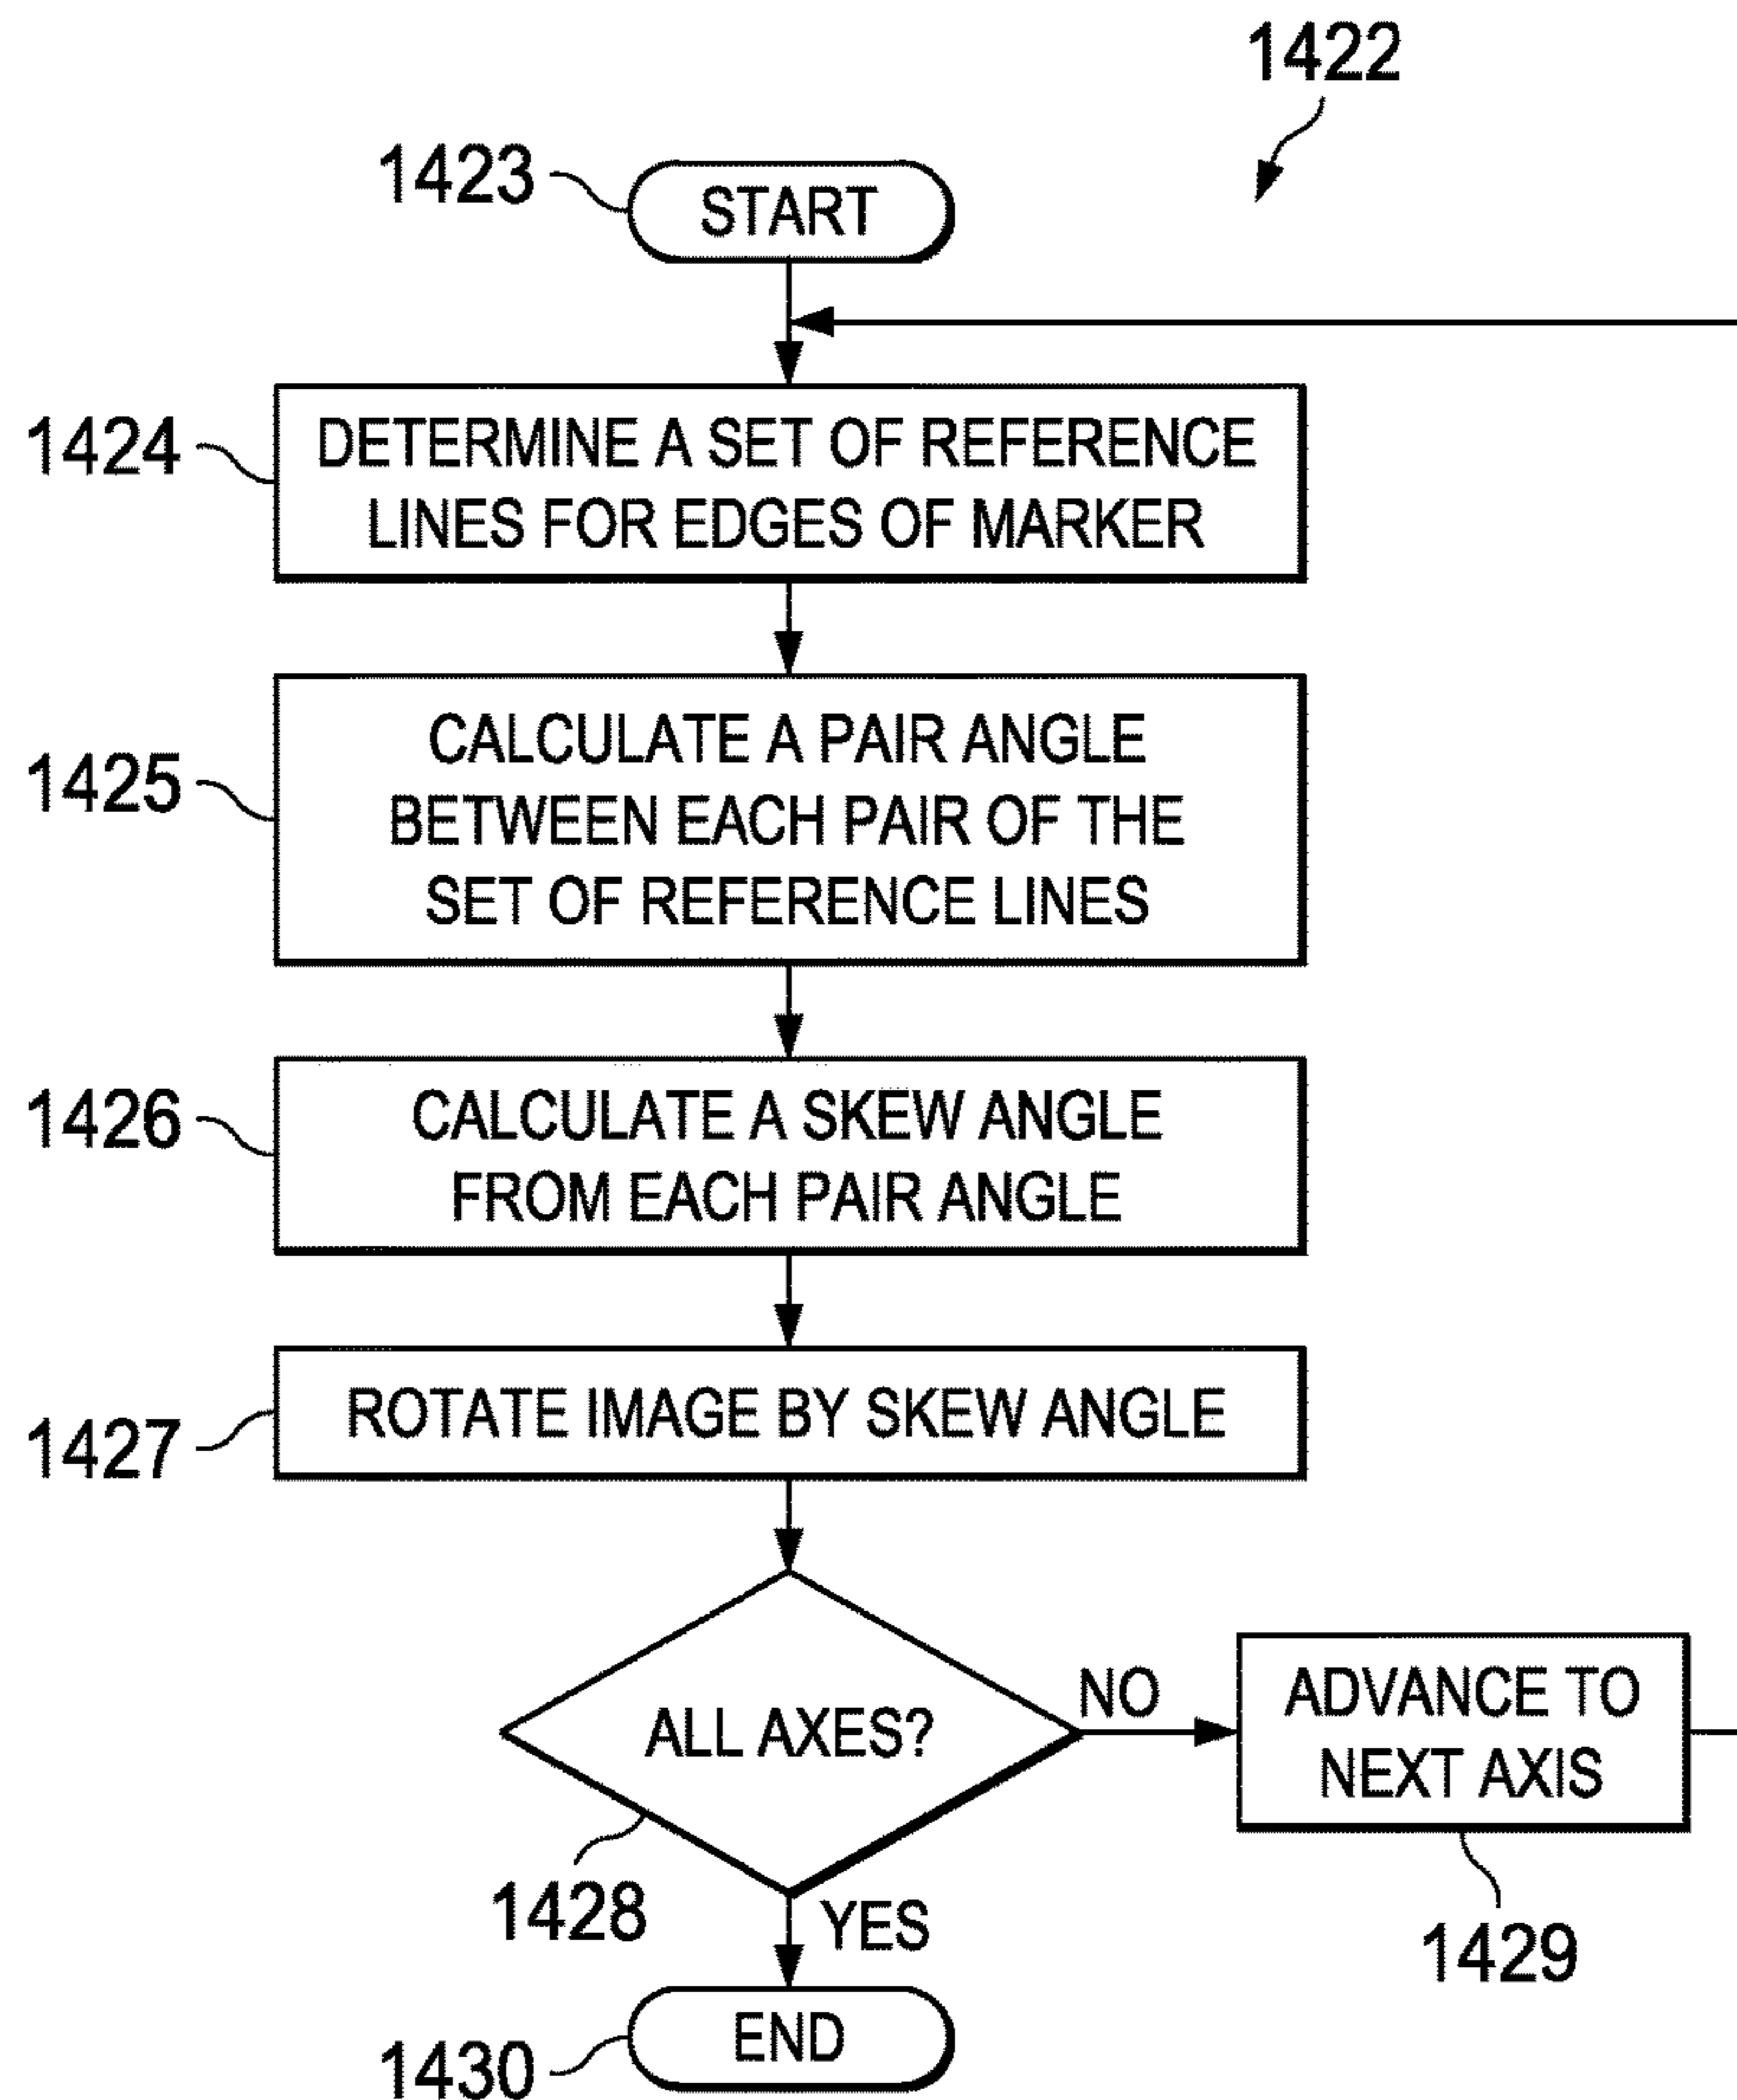 1422
1423
START
1424
DETERMINE A SET OF REFERENCE
LINES FOR EDGES OF MARKER
1425
CALCULATE A PAIR ANGLE
BETWEEN EACH PAIR OF THE
SET OF REFERENCE LINES
1426
CALCULATE A SKEW ANGLE
FROM EACH PAIR ANGLE
1427
ROTATE IMAGE BY SKEW ANGLE
ALL AXES?
NO
ADVANCE TO
NEXT AXIS
1428
YES
1429
END
1430